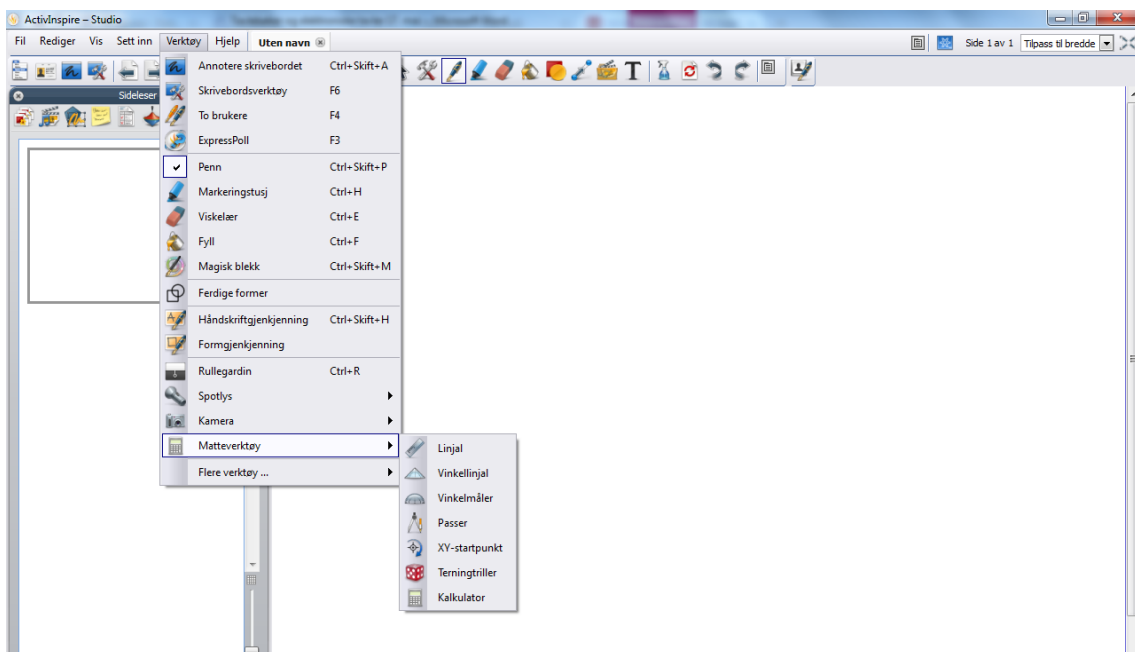 ActivInspire – Studio
Fil Rediger Vis Sett inn Verktøy Hjelp Uten navn Side 1 av 1 Tilpass til bredde
Sideleser
Annotere skrivebordet Ctrl+Skift+A
Skrivebordsverktøy F6
To brukere F4
ExpressPoll F3
Penn Ctrl+Skift+P
Markeringstusj Ctrl+H
Viskelær Ctrl+E
Fyll Ctrl+F
Magisk blekk Ctrl+Skift+M
Ferdige former
Håndskriftgjenkjenning Ctrl+Skift+H
Formgjenkjenning
Rullegardin Ctrl+R
Spotlys
Kamera
Matteverktøy
Flere verktøy ...
Linjal
Vinkellinjal
Vinkelmåler
Passer
XY-startpunkt
Terningtriller
Kalkulator